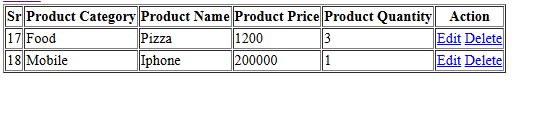 Sr Product Category Product Name Product Price Product Quantity Action
17 Food Pizza 1200 3 Edit Delete
18 Mobile Iphone 200000 1 Edit Delete